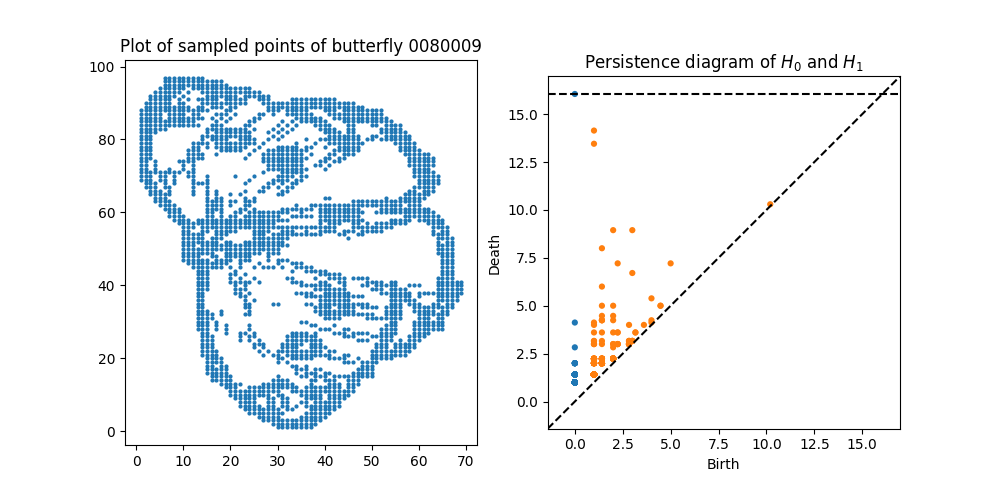 Plot of sampled points of butterfly 0080009
100
80
60
40
20
0
0 10 20 30 40 50 60 70
Persistence diagram of H₀ and H₁
15.0
12.5
10.0
7.5
5.0
2.5
0.0
Death
0.0 2.5 5.0 7.5 10.0 12.5 15.0
Birth